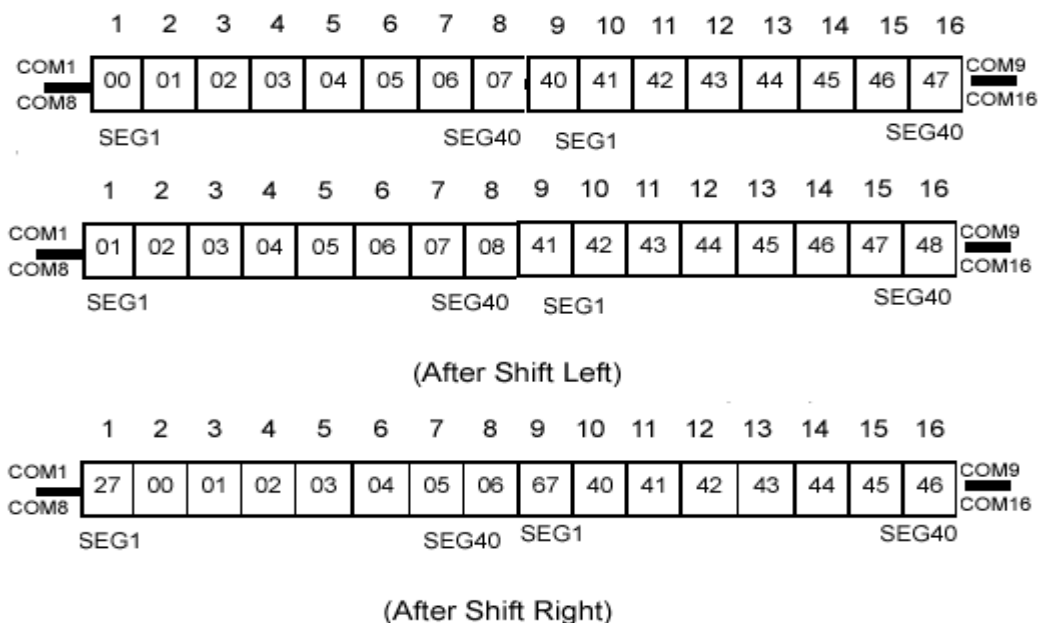 1 2 3 4 5 6 7 8 9 10 11 12 13 14 15 16
COM1 COM9
00 01 02 03 04 05 06 07 40 41 42 43 44 45 46 47
COM8 COM16
SEG1 SEG40 SEG1 SEG40
1 2 3 4 5 6 7 8 9 10 11 12 13 14 15 16
COM1 COM9
01 02 03 04 05 06 07 08 41 42 43 44 45 46 47 48
COM8 COM16
SEG1 SEG40 SEG1 SEG40
(After Shift Left)
1 2 3 4 5 6 7 8 9 10 11 12 13 14 15 16
COM1 COM9
27 00 01 02 03 04 05 06 67 40 41 42 43 44 45 46
COM8 COM16
SEG1 SEG40 SEG1 SEG40
(After Shift Right)